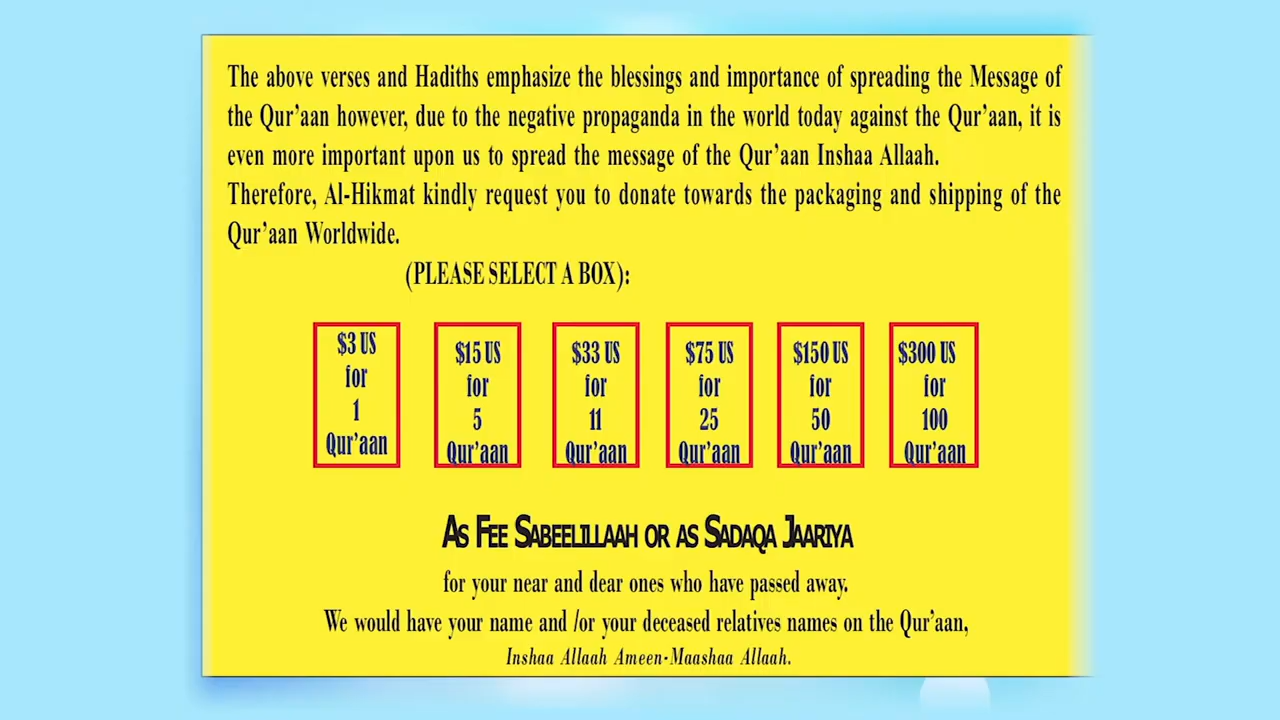 The above verses and Hadiths emphasize the blessings and importance of spreading the Message of
the Qur’aan however, due to the negative propaganda in the world today against the Qur’aan, it is
even more important upon us to spread the message of the Qur’aan Inshaa Allaah.
Therefore, Al-Hikmat kindly request you to donate towards the packaging and shipping of the
Qur’aan Worldwide.
(PLEASE SELECT A BOX):
$3 US
for
1
Qur’aan
$15 US
for
5
Qur’aan
$33 US
for
11
Qur’aan
$75 US
for
25
Qur’aan
$150 US
for
50
Qur’aan
$300 US
for
100
Qur’aan
AS FEE SABEELILLAAH OR AS SADAQA JAARIYA
for your near and dear ones who have passed away.
We would have your name and /or your deceased relatives names on the Qur’aan,
Inshaa Allaah Ameen-Maashaa Allaah.